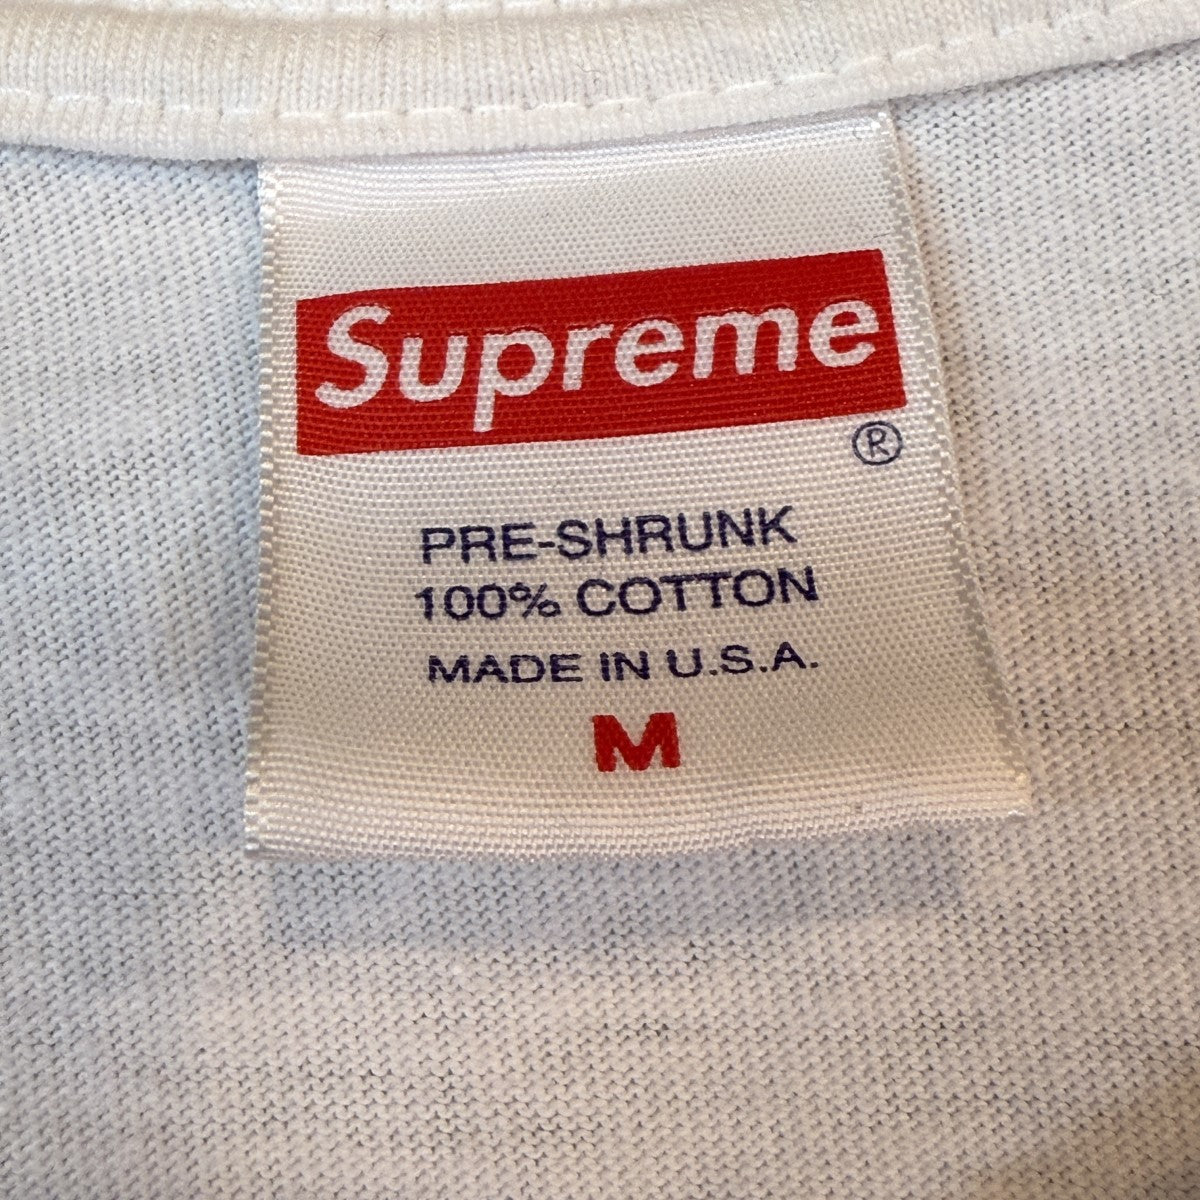 Supreme
®
PRE-SHRUNK
100% COTTON
MADE IN U.S.A.
M